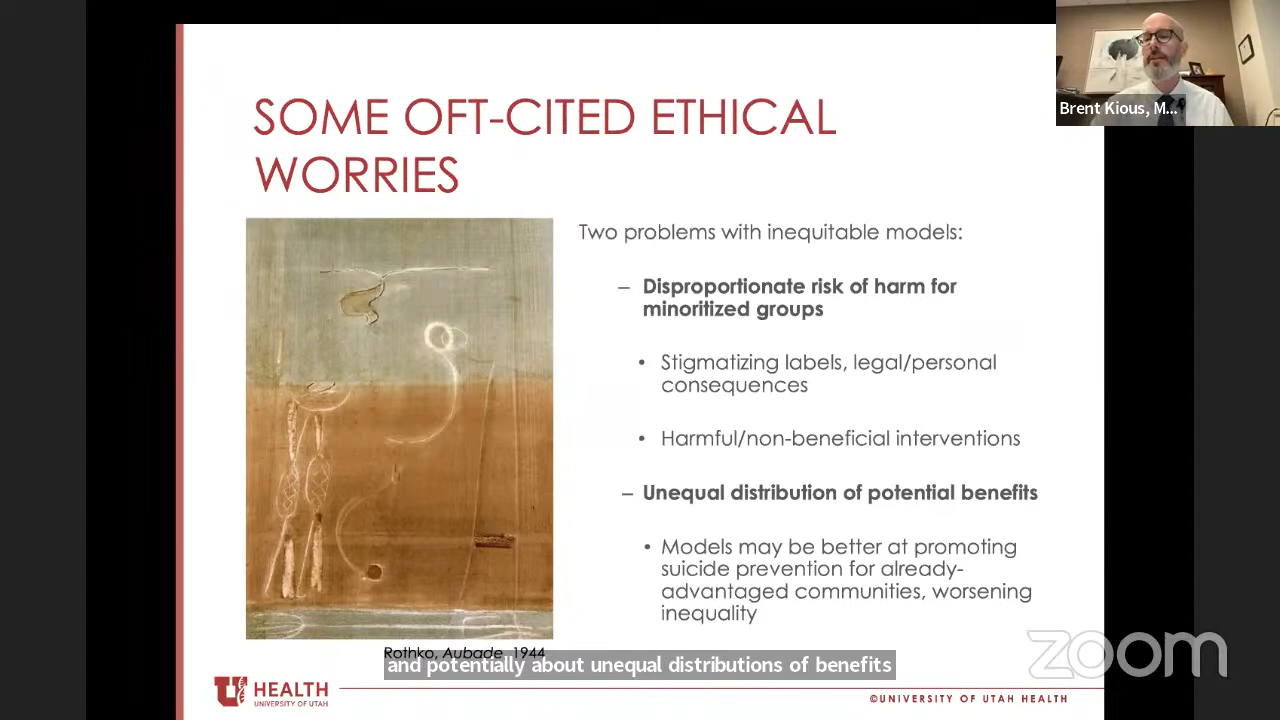 Brent Kious, M...
SOME OFT-CITED ETHICAL
WORRIES
Two problems with inequitable models:
– Disproportionate risk of harm for
minoritized groups
• Stigmatizing labels, legal/personal
consequences
• Harmful/non-beneficial interventions
– Unequal distribution of potential benefits
• Models may be better at promoting
suicide prevention for already-
advantaged communities, worsening
inequality
Rothko, Aubade, 1944
and potentially about unequal distributions of benefits
zoom
U HEALTH
UNIVERSITY OF UTAH
©UNIVERSITY OF UTAH HEALTH